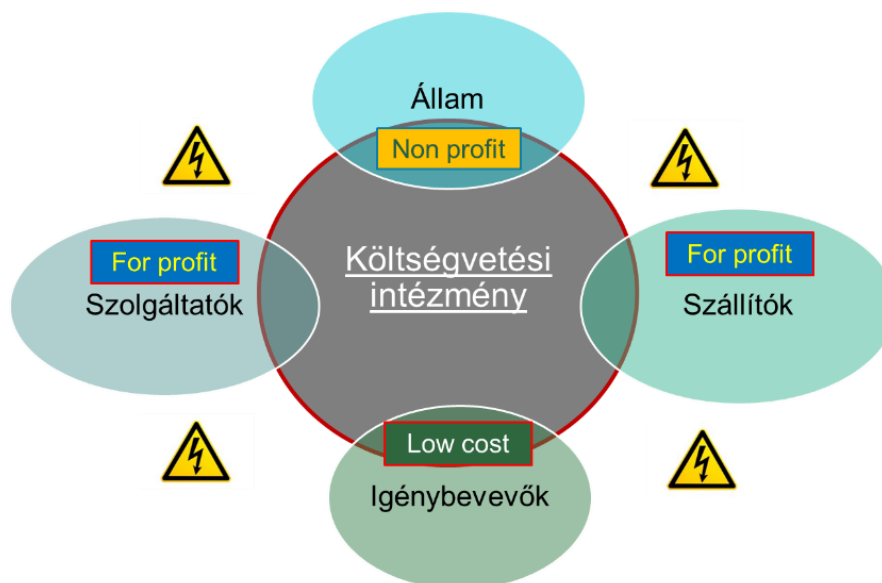 Állam
Non profit
For profit
Szolgáltatók
Költségvetési
intézmény
For profit
Szállítók
Low cost
Igénybevevők